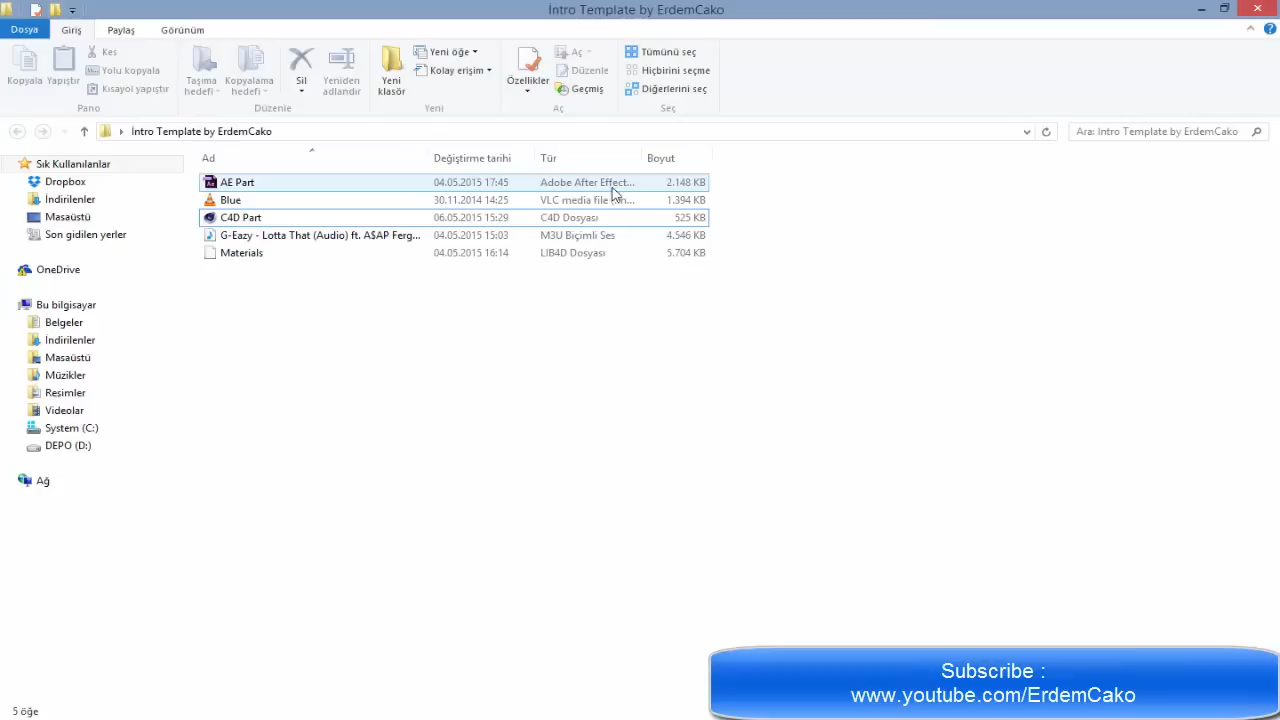 İntro Template by ErdemCako
Dosya
Giriş
Paylaş
Görünüm
Kopyala
Yapıştır
Kes
Yolu kopyala
Kısayol yapıştır
Pano
Taşıma hedefi
Kopyalama hedefi
Sil
Yeniden adlandır
Düzenle
Yeni klasör
Yeni öğe
Kolay erişim
Yeni
Özellikler
Aç
Düzenle
Geçmiş
Aç
Tümünü seç
Hiçbirini seçme
Diğerlerini seç
Seç
İntro Template by ErdemCako
Ara: İntro Template by ErdemCako
Sık Kullanılanlar
Dropbox
İndirilenler
Masaüstü
Son gidilen yerler
OneDrive
Bu bilgisayar
Belgeler
İndirilenler
Masaüstü
Müzikler
Resimler
Videolar
System (C:)
DEPO (D:)
Ağ
Ad Değiştirme tarihi Tür Boyut
AE Part 04.05.2015 17:45 Adobe After Effect... 2.148 KB
Blue 30.11.2014 14:25 VLC media file 1.394 KB
C4D Part 06.05.2015 15:29 C4D Dosyası 525 KB
G-Eazy - Lotta That (Audio) ft. A$AP Ferg... 04.05.2015 15:03 M3U Biçimli Ses 4.546 KB
Materials 04.05.2015 16:14 LIB4D Dosyası 5.704 KB
Subscribe :
www.youtube.com/ErdemCako
5 öğe